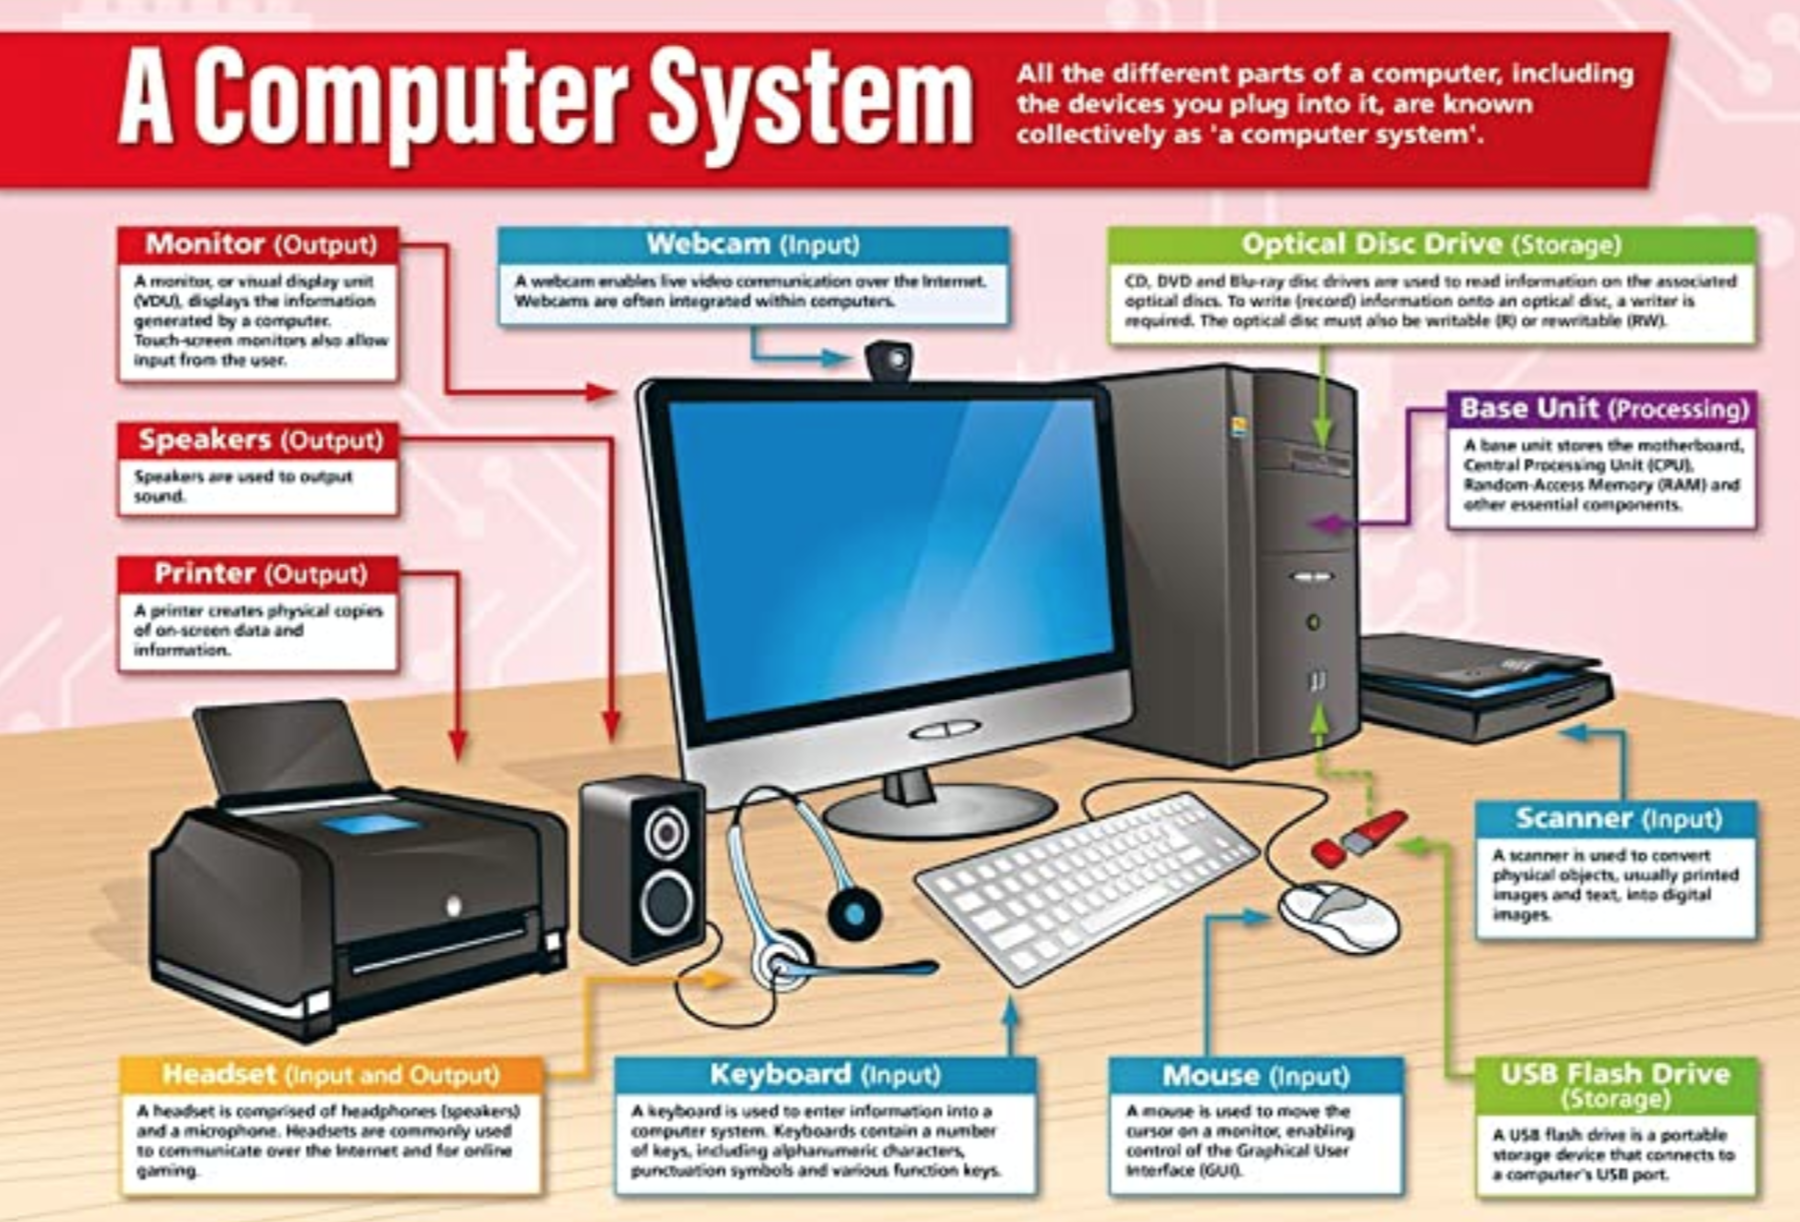 A Computer System
All the different parts of a computer, including
the devices you plug into it, are known
collectively as 'a computer system'.
Monitor (Output)
A monitor, or visual display unit
(VDU), displays the information
generated by a computer.
Touch-screen monitors also allow
input from the user.
Webcam (Input)
A webcam enables live video communication over the Internet.
Webcams are often integrated within computers.
Optical Disc Drive (Storage)
CD, DVD and Blu-ray disc drives are used to read information on the associated
optical discs. To write (record) information onto an optical disc, a writer is
required. The optical disc must also be writable (R) or rewritable (RW).
Speakers (Output)
Speakers are used to output
sound.
Base Unit (Processing)
A base unit stores the motherboard,
Central Processing Unit (CPU),
Random-Access Memory (RAM) and
other essential components.
Printer (Output)
A printer creates physical copies
of on-screen data and
information.
Scanner (Input)
A scanner is used to convert
physical objects, usually printed
images and text, into digital
images.
Headset (Input and Output)
A headset is comprised of headphones (speakers)
and a microphone. Headsets are commonly used
to communicate over the Internet and for online
gaming.
Keyboard (Input)
A keyboard is used to enter information into a
computer system. Keyboards contain a number
of keys, including alphanumeric characters,
punctuation symbols and various function keys.
Mouse (Input)
A mouse is used to move the
cursor on a monitor, enabling
control of the Graphical User
Interface (GUI).
USB Flash Drive
(Storage)
A USB flash drive is a portable
storage device that connects to
a computer's USB port.